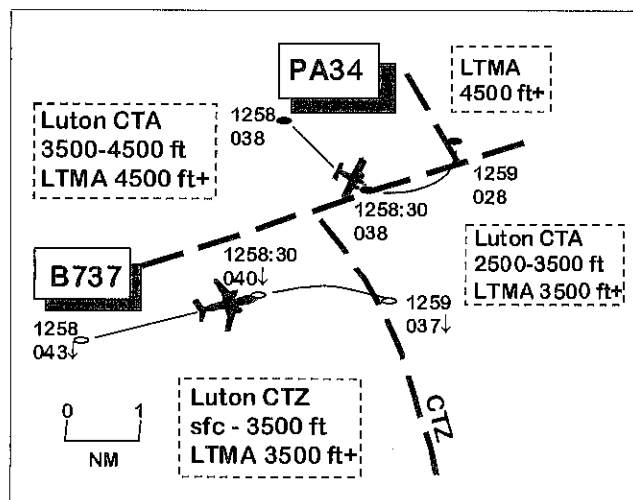 PA34
LTMA
4500 ft+
1258
038
Luton CTA
3500-4500 ft
LTMA 4500 ft+
1259
028
1258:30
038
Luton CTA
2500-3500 ft
LTMA 3500 ft+
B737
1258:30
040↓
1258
043↓
1259
037↓
Luton CTZ
sfc - 3500 ft
LTMA 3500 ft+
CTZ
0 1
NM